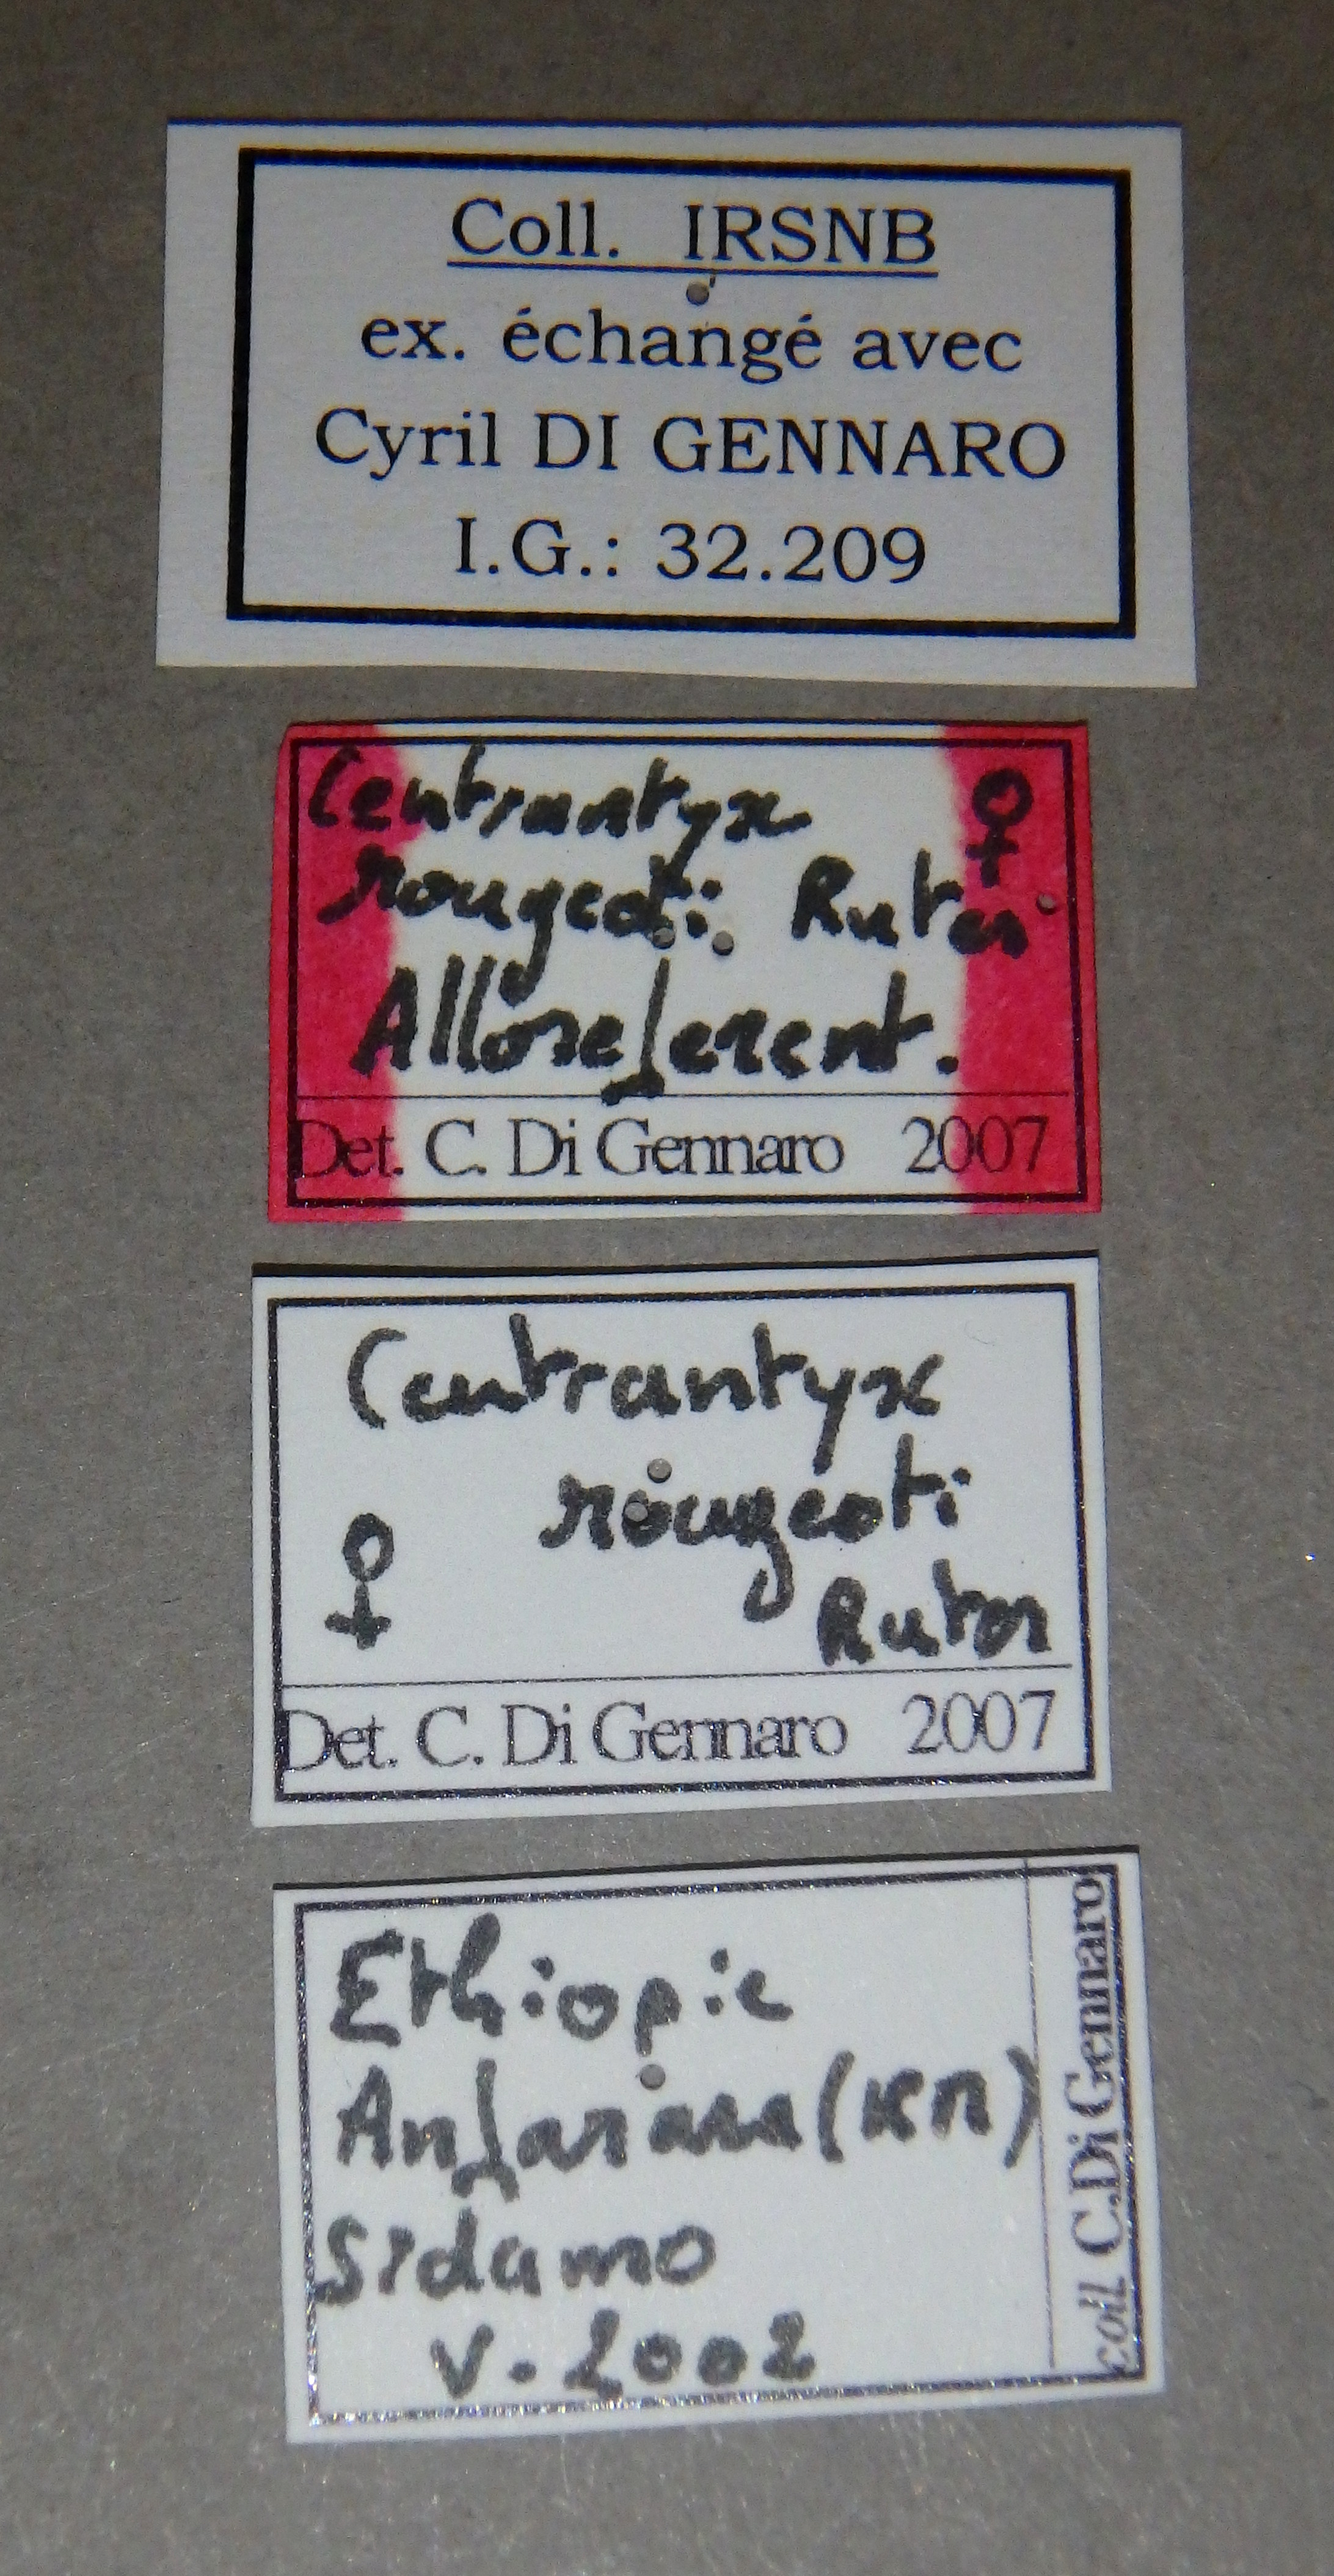 Coll. IRSNB
ex. échangé avec
Cyril DI GENNARO
I.G.: 32.209
Centrantyx ♀
rougeoti Ruter
Alloreferent.
Det. C. Di Gennaro 2007
Centrantyx
♀ rougeoti
Ruter
Det. C. Di Gennaro 2007
Ethiopie
Anfarara
Sidamo
V. 2002
coll C.Di Gennaro